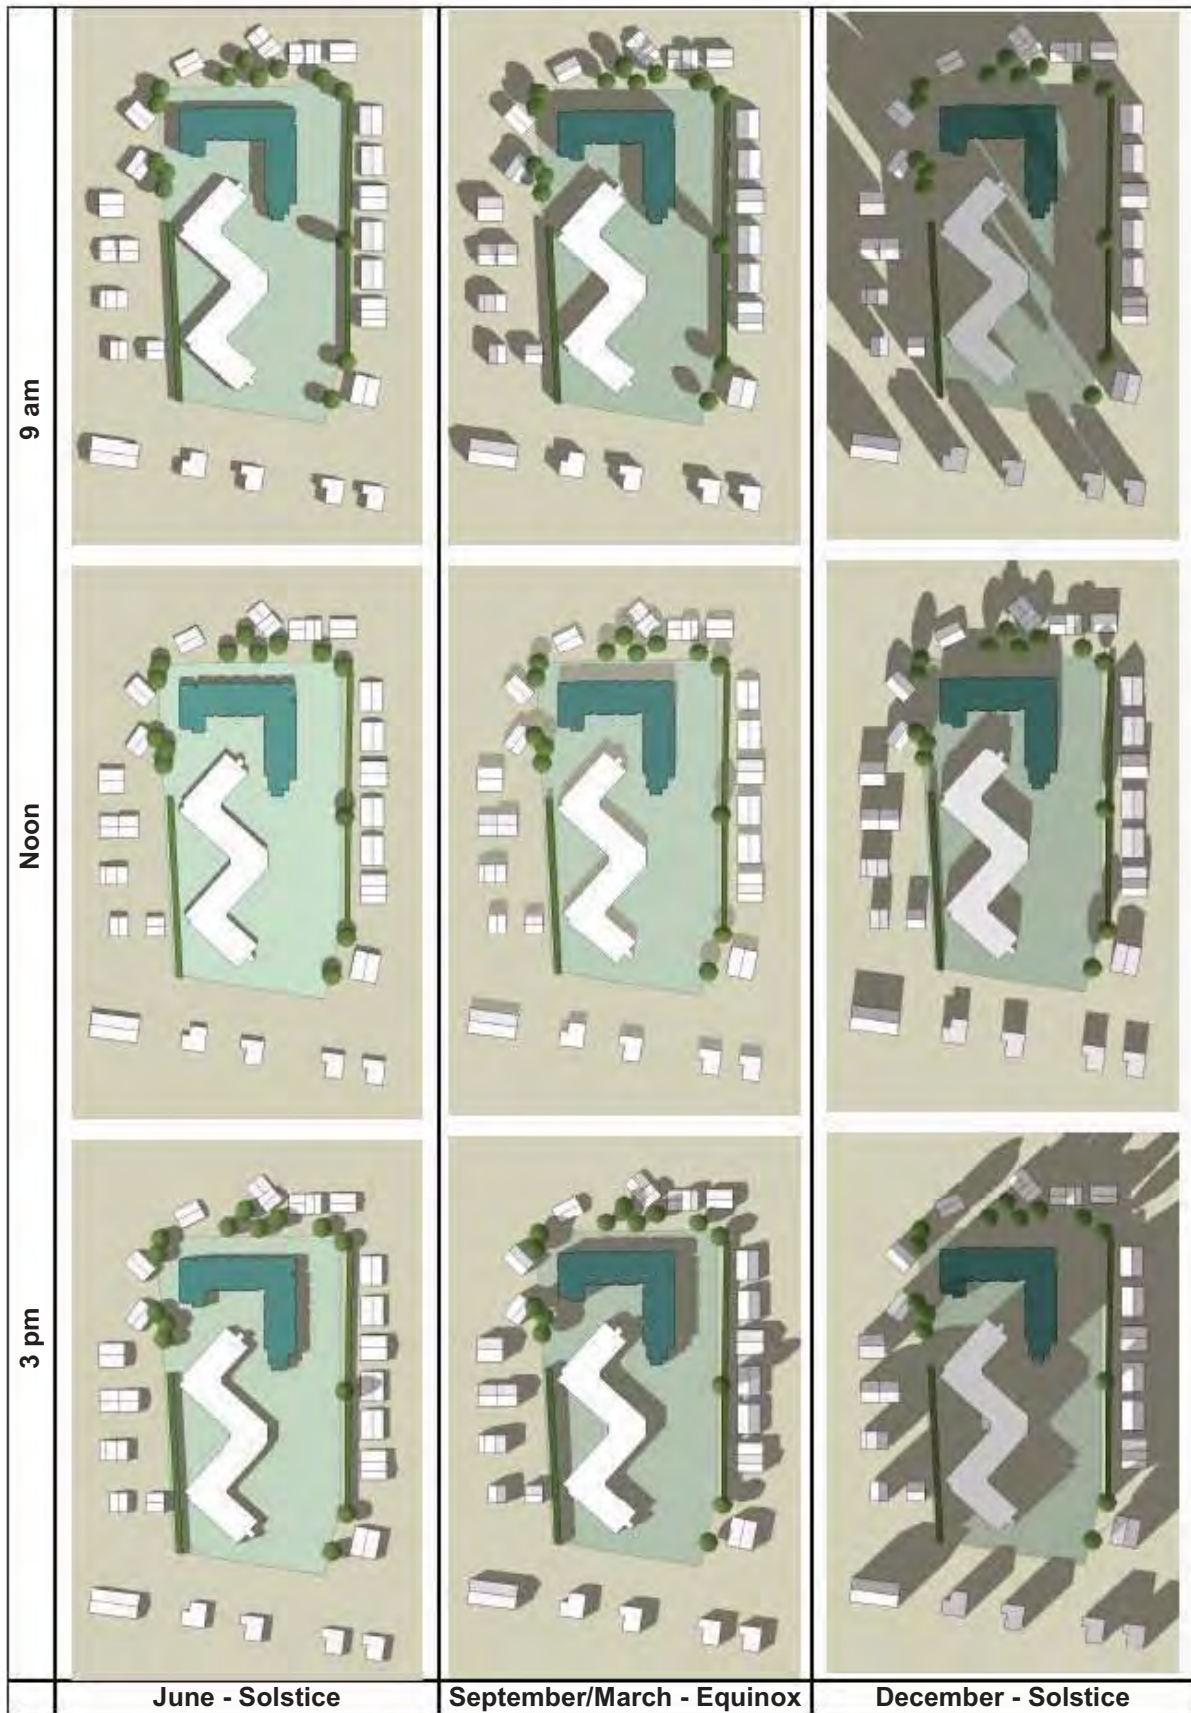 9 am
Noon
3 pm
June - Solstice
September/March - Equinox
December - Solstice